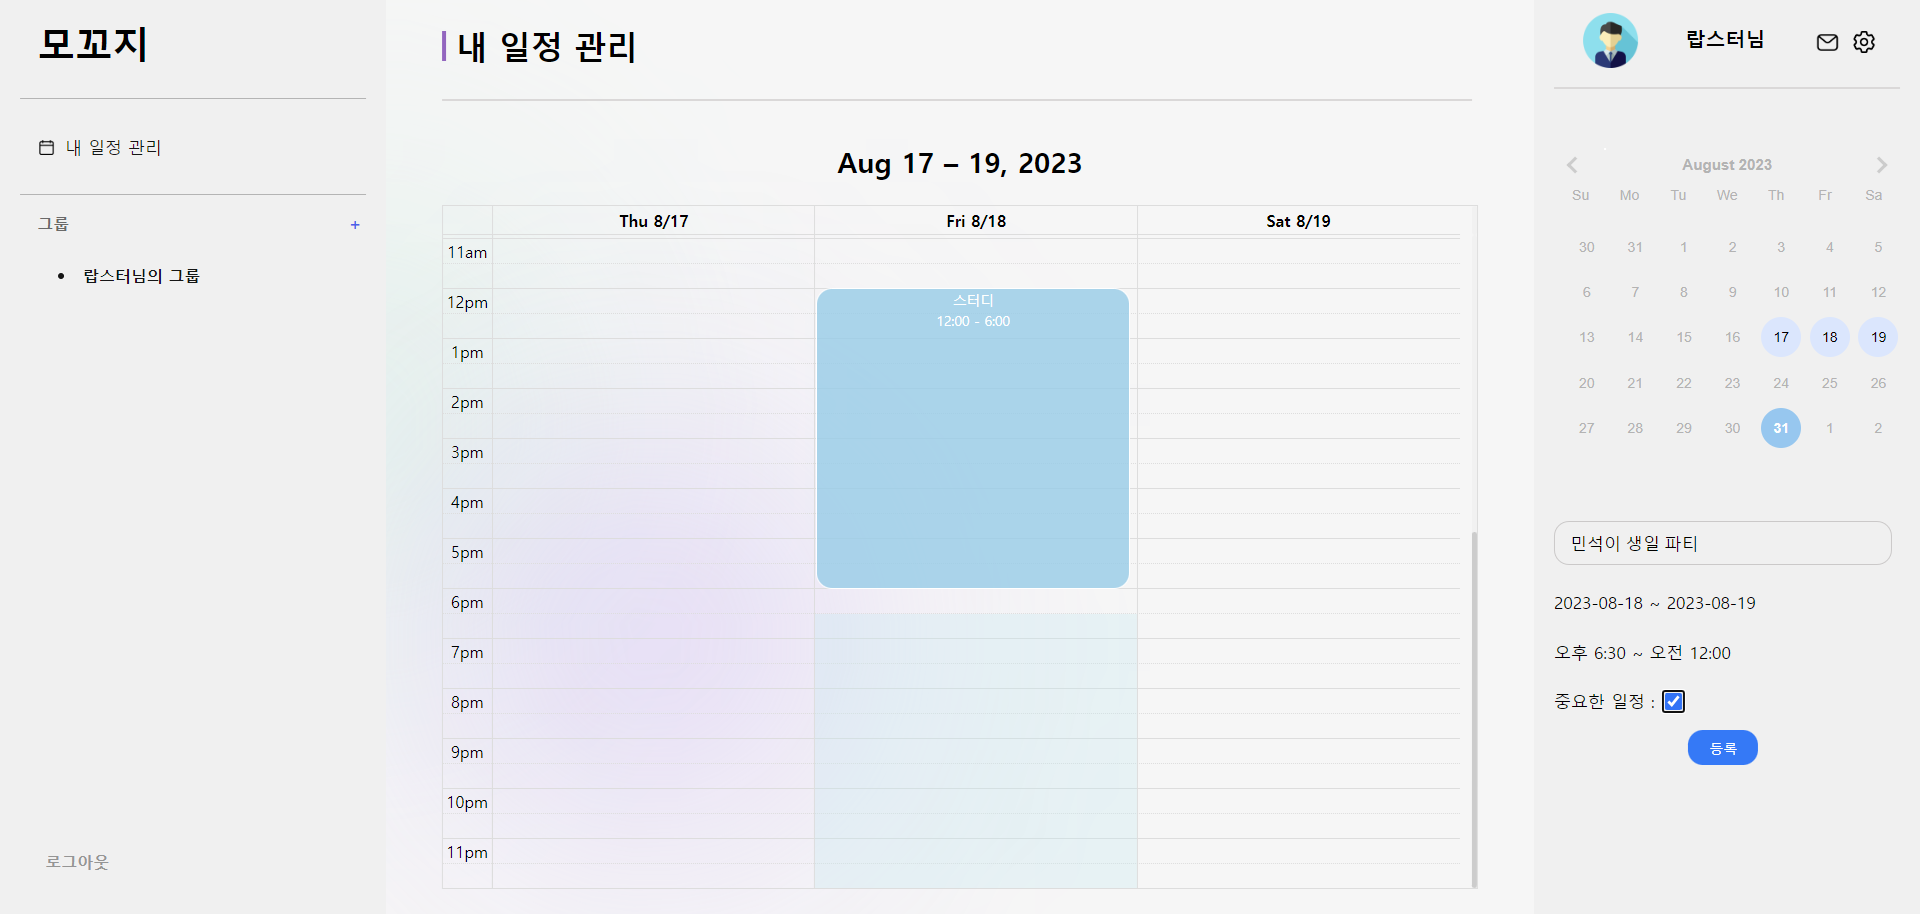 모꼬지
내 일정 관리
그룹 +
• 랍스터님의 그룹
로그아웃
내 일정 관리
Aug 17 – 19, 2023
Thu 8/17 Fri 8/18 Sat 8/19
11am
12pm
1pm
2pm
3pm
4pm
5pm
6pm
7pm
8pm
9pm
10pm
11pm
스터디
12:00 - 6:00
랍스터님
August 2023
Su Mo Tu We Th Fr Sa
30 31 1 2 3 4 5
6 7 8 9 10 11 12
13 14 15 16 17 18 19
20 21 22 23 24 25 26
27 28 29 30 31 1 2
민석이 생일 파티
2023-08-18 ~ 2023-08-19
오후 6:30 ~ 오전 12:00
중요한 일정 :
등록